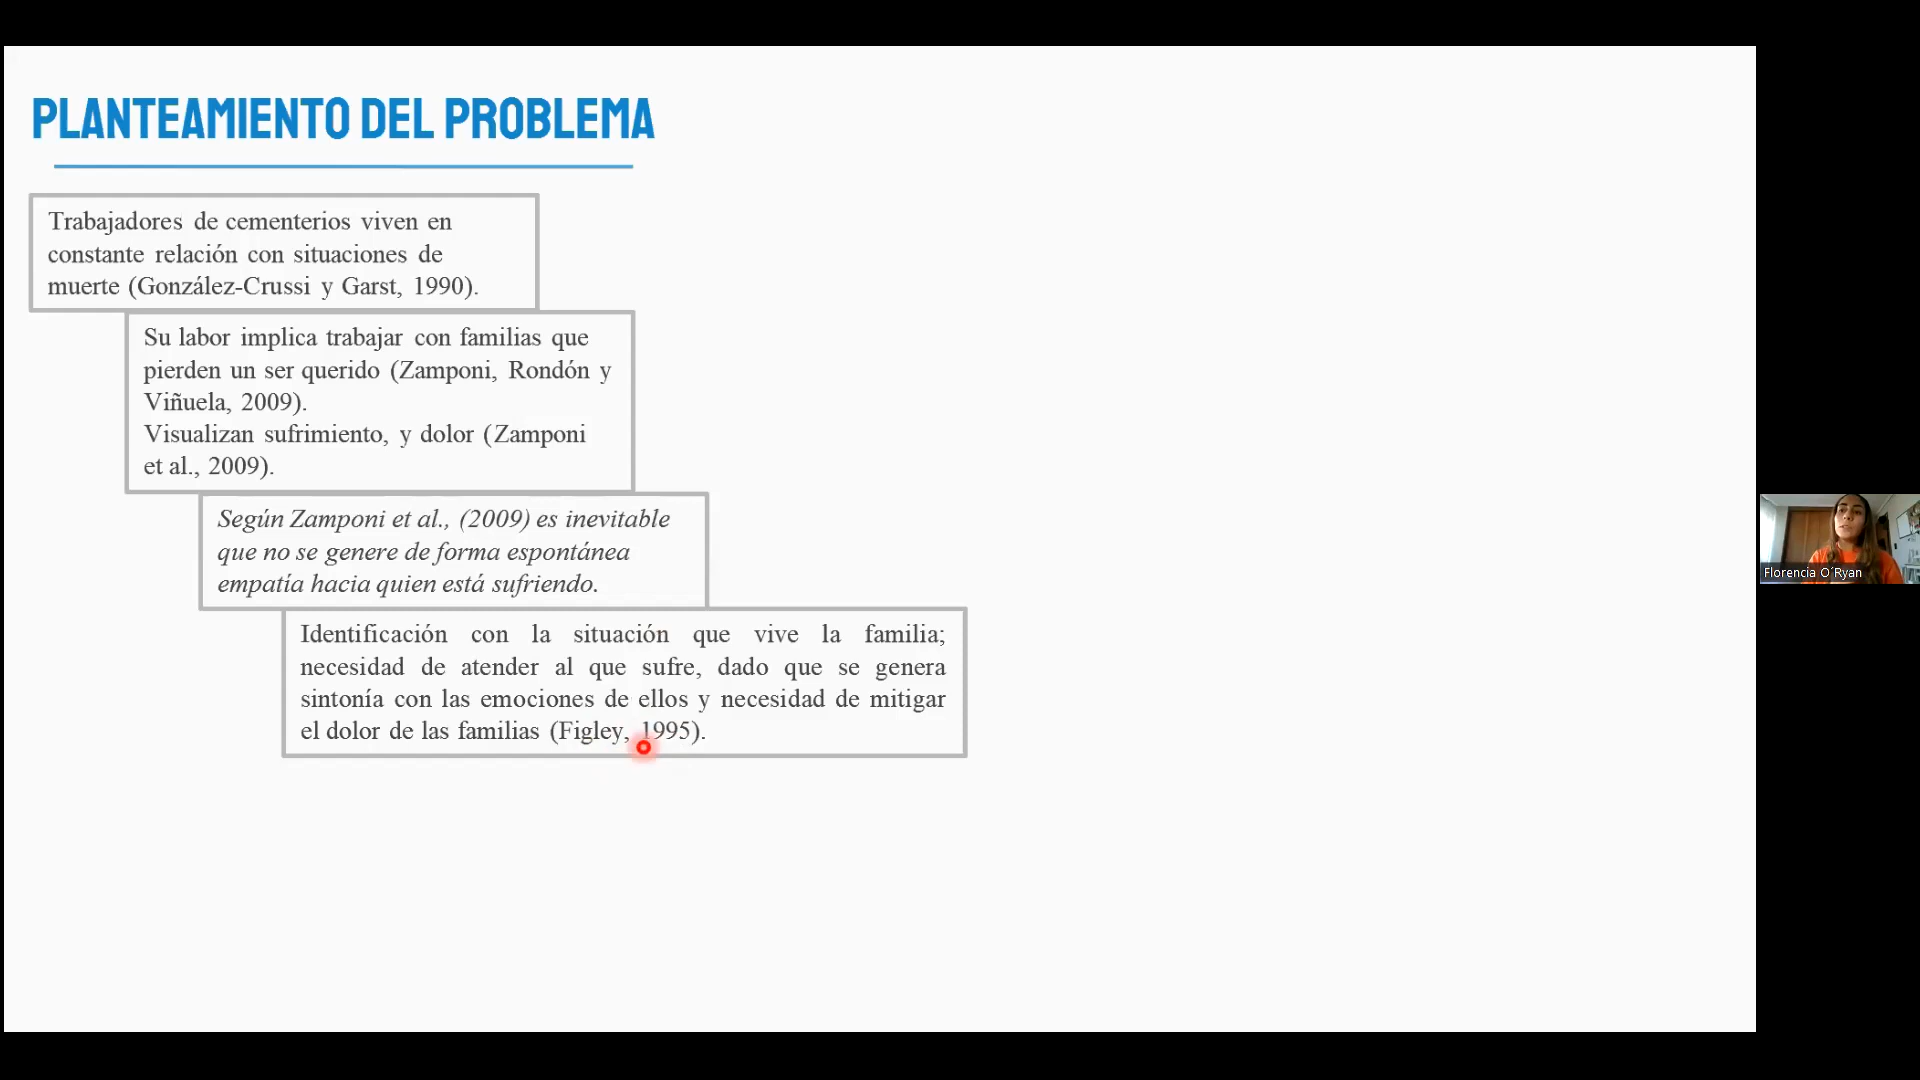 PLANTEAMIENTO DEL PROBLEMA
Trabajadores de cementerios viven en
constante relación con situaciones de
muerte (González-Crussi y Garst, 1990).
Su labor implica trabajar con familias que
pierden un ser querido (Zamponi, Rondón y
Viñuela, 2009).
Visualizan sufrimiento, y dolor (Zamponi
et al., 2009).
Según Zamponi et al., (2009) es inevitable
que no se genere de forma espontánea
empatía hacia quien está sufriendo.
Identificación con la situación que vive la familia;
necesidad de atender al que sufre, dado que se genera
sintonía con las emociones de ellos y necesidad de mitigar
el dolor de las familias (Figley, 1995).
Florencia O´Ryan